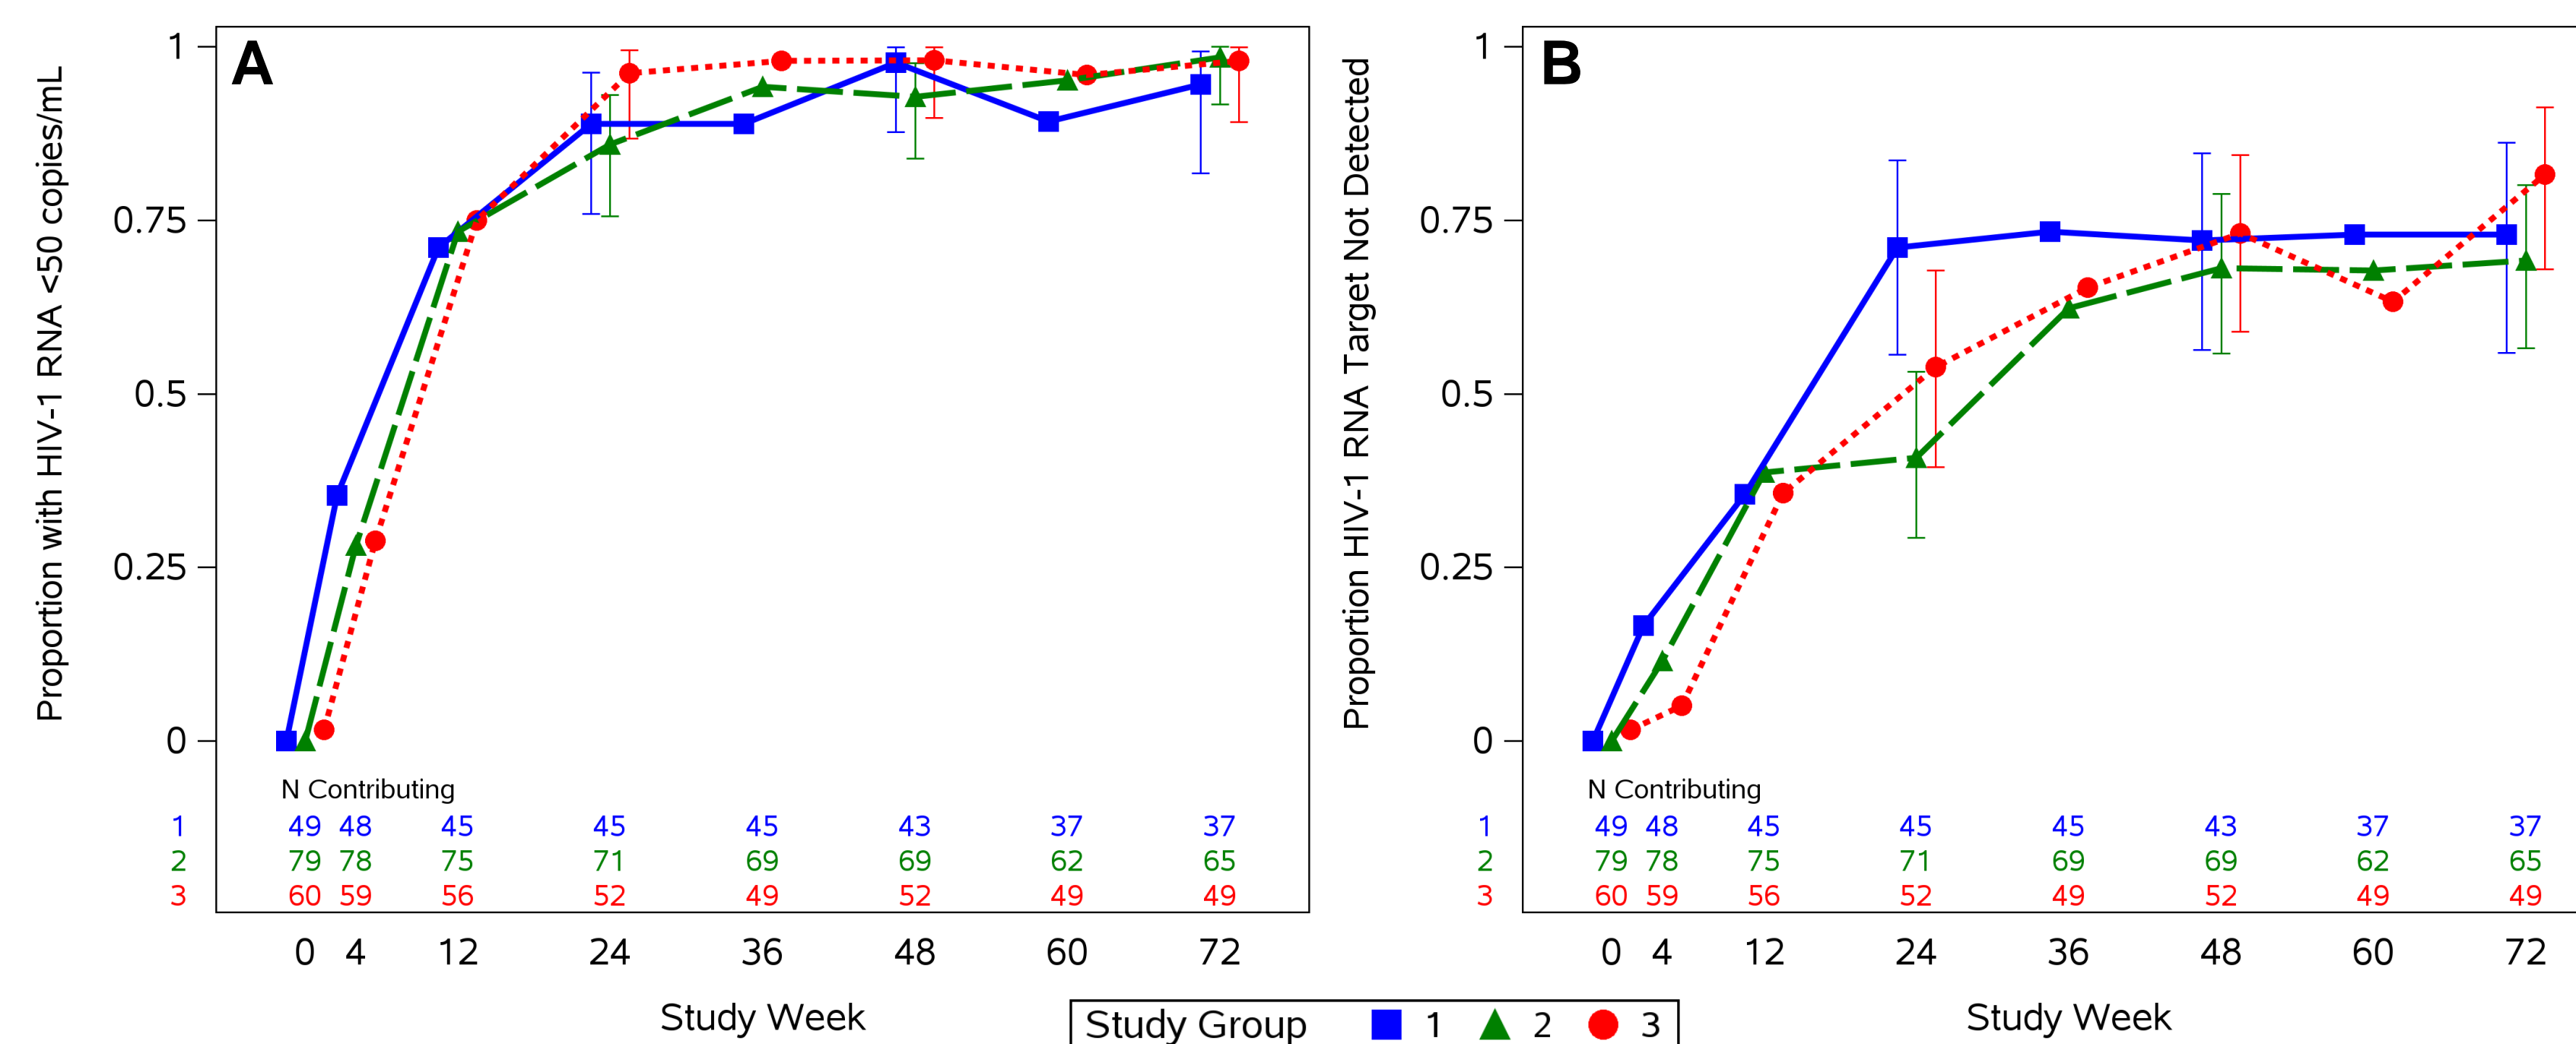 A
Proportion with HIV-1 RNA <50 copies/mL
1
0.75
0.5
0.25
0
N Contributing
1 49 48 45 45 45 43 37 37
2 79 78 75 71 69 69 62 65
3 60 59 56 52 49 52 49 49
0 4 12 24 36 48 60 72
Study Week
B
Proportion HIV-1 RNA Target Not Detected
1
0.75
0.5
0.25
0
N Contributing
1 49 48 45 45 45 43 37 37
2 79 78 75 71 69 69 62 65
3 60 59 56 52 49 52 49 49
0 4 12 24 36 48 60 72
Study Week
Study Group 1 2 3